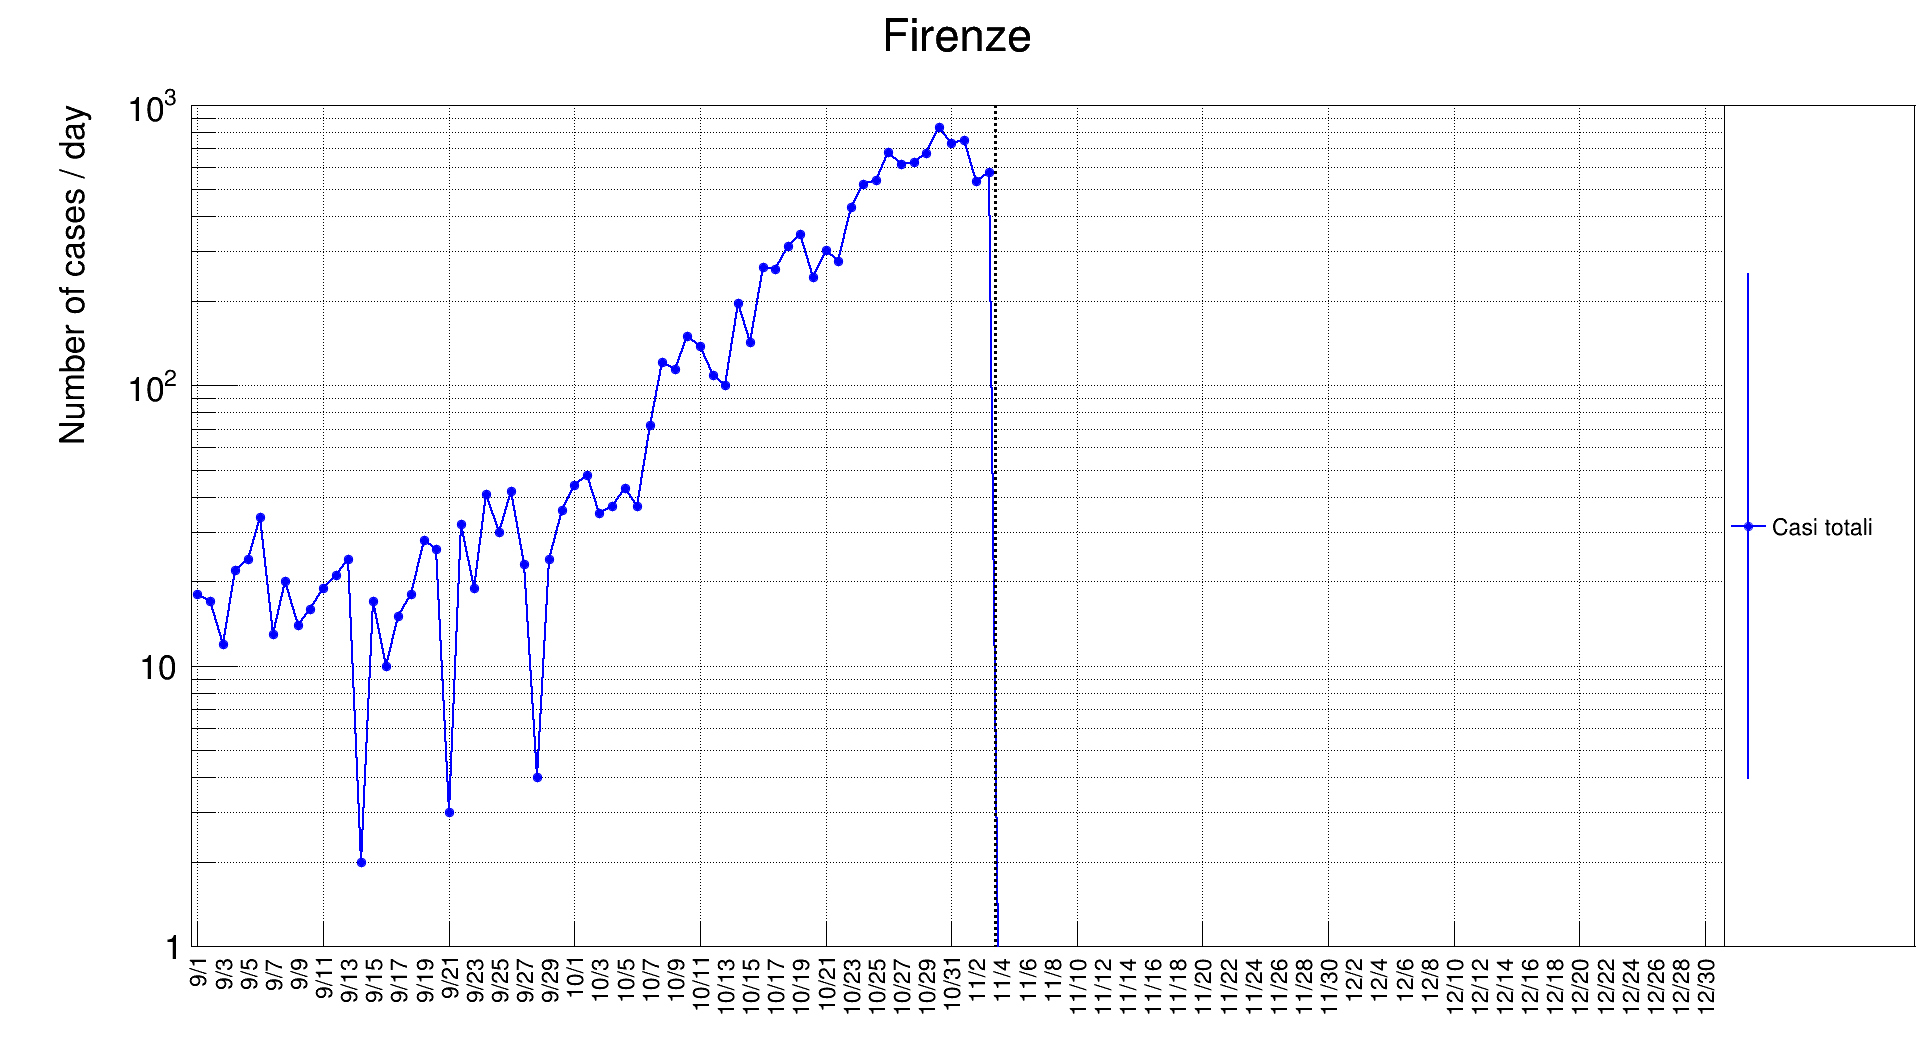 Firenze
Number of cases / day
10³
10²
10
1
9/1 9/3 9/5 9/7 9/9 9/11 9/13 9/15 9/17 9/19 9/21 9/23 9/25 9/27 9/29 10/1 10/3 10/5 10/7 10/9 10/11 10/13 10/15 10/17 10/19 10/21 10/23 10/25 10/27 10/29 10/31 11/2 11/4 11/6 11/8 11/10 11/12 11/14 11/16 11/18 11/20 11/22 11/24 11/26 11/28 11/30 12/2 12/4 12/6 12/8 12/10 12/12 12/14 12/16 12/18 12/20 12/22 12/24 12/26 12/28 12/30
Casi totali